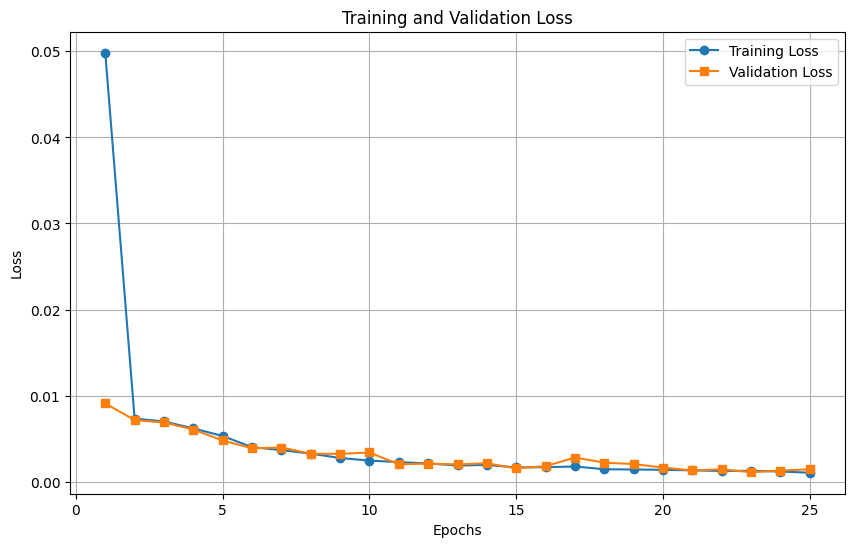 Training and Validation Loss
Training Loss
Validation Loss
0.05
0.04
0.03
0.02
0.01
0.00
Loss
0 5 10 15 20 25
Epochs